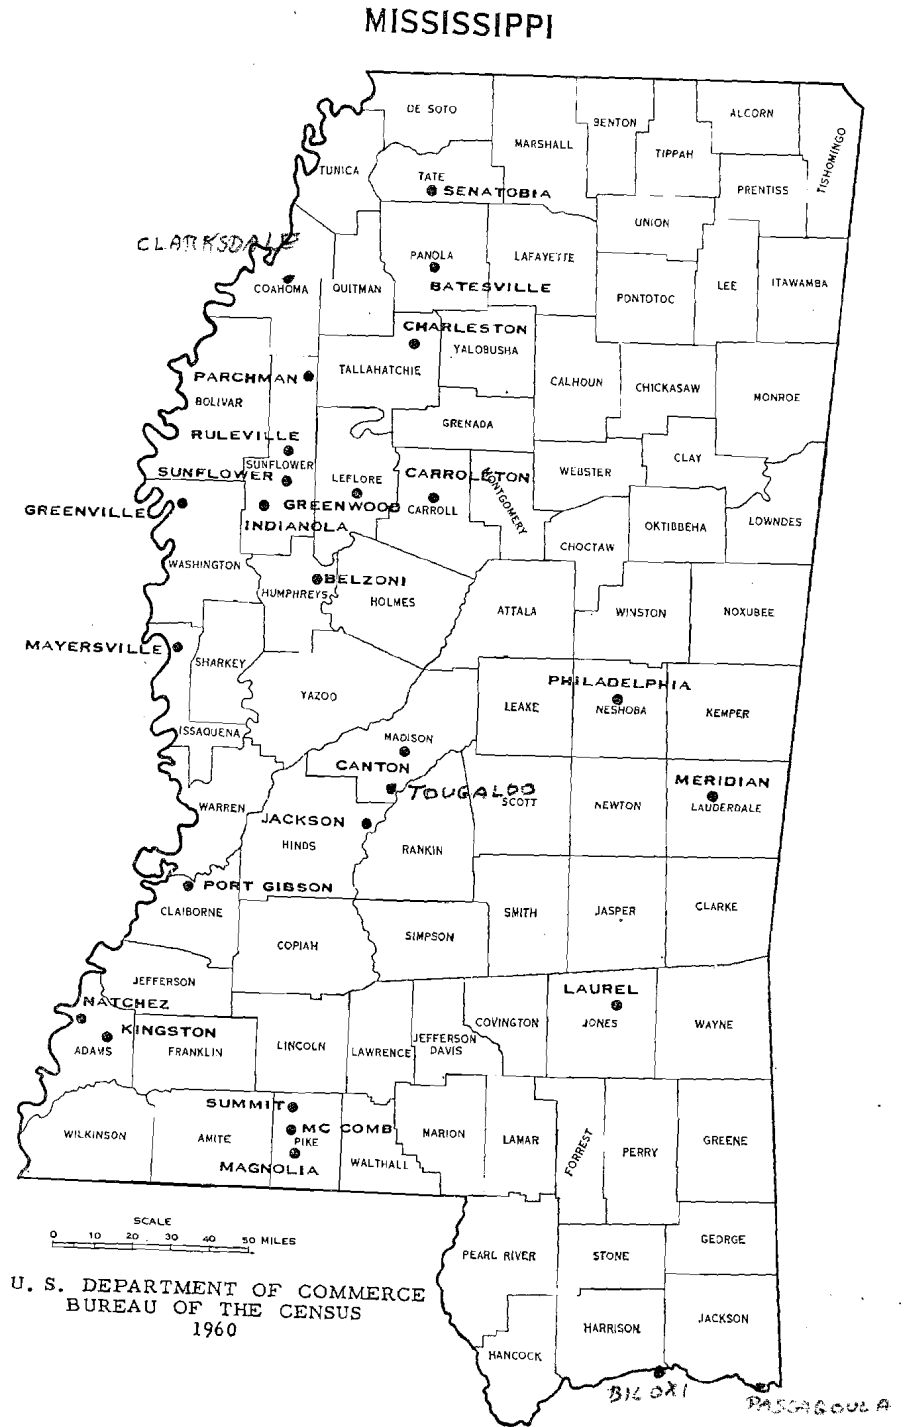 MISSISSIPPI
DE SOTO
MARSHALL
BENTON
TIPPAH
ALCORN
TISHOMINGO
TUNICA
TATE
SENATOBIA
PRENTISS
UNION
CLARKSDALE
COAHOMA
QUITMAN
PANOLA
BATESVILLE
LAFAYETTE
PONTOTOC
LEE
ITAWAMBA
CHARLESTON
TALLAHATCHIE
YALOBUSHA
PARCHMAN
BOLIVAR
CALHOUN
CHICKASAW
MONROE
GRENADA
RULEVILLE
SUNFLOWER
SUNFLOWER
LEFLORE
CARROLLTON
CARROLL
MONTGOMERY
WEBSTER
CLAY
GREENVILLE
GREENWOOD
INDIANOLA
CHOCTAW
OKTIBBEHA
LOWNDES
WASHINGTON
BELZONI
HUMPHREYS
HOLMES
ATTALA
WINSTON
NOXUBEE
MAYERSVILLE
SHARKEY
YAZOO
PHILADELPHIA
LEAKE
NESHOBA
KEMPER
ISSAQUENA
MADISON
CANTON
TOUGALOO
SCOTT
NEWTON
MERIDIAN
LAUDERDALE
WARREN
JACKSON
HINDS
RANKIN
PORT GIBSON
CLAIBORNE
COPIAH
SIMPSON
SMITH
JASPER
CLARKE
JEFFERSON
NATCHEZ
KINGSTON
ADAMS
FRANKLIN
LINCOLN
LAWRENCE
JEFFERSON
DAVIS
COVINGTON
LAUREL
JONES
WAYNE
SUMMIT
MC COMB
PIKE
MAGNOLIA
WILKINSON
AMITE
WALTHALL
MARION
LAMAR
FORREST
PERRY
GREENE
PEARL RIVER
STONE
GEORGE
HANCOCK
HARRISON
JACKSON
BILOXI
PASCAGOULA
SCALE
0 10 20 30 40 50 MILES
U. S. DEPARTMENT OF COMMERCE
BUREAU OF THE CENSUS
1960